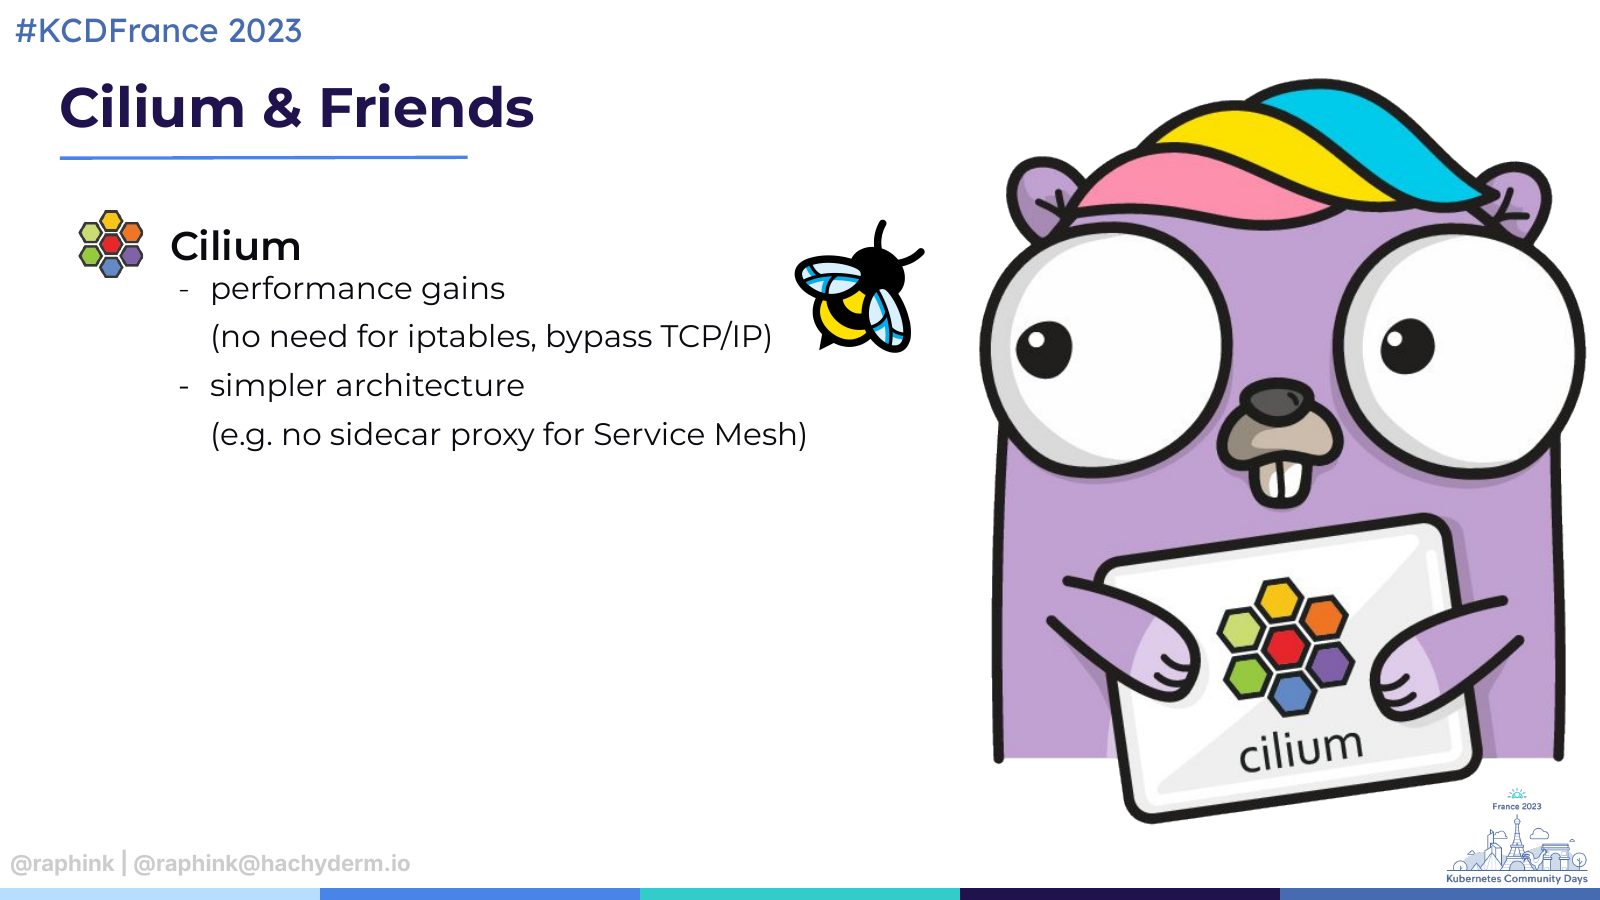 #KCDFrance 2023
Cilium & Friends
Cilium
- performance gains
(no need for iptables, bypass TCP/IP)
- simpler architecture
(e.g. no sidecar proxy for Service Mesh)
cilium
France 2023
Kubernetes Community Days
@raphink | @raphink@hachyderm.io